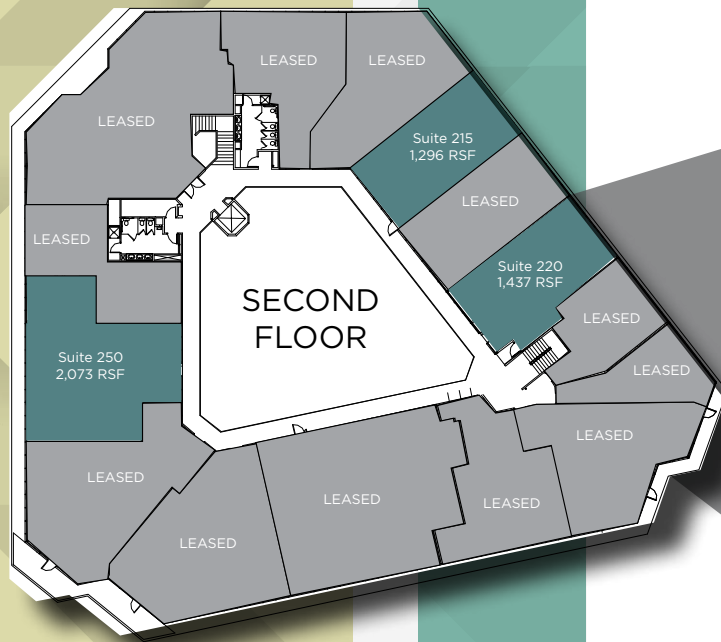 LEASED
LEASED
LEASED
Suite 215
1,296 RSF
LEASED
LEASED
Suite 220
1,437 RSF
SECOND
FLOOR
LEASED
Suite 250
2,073 RSF
LEASED
LEASED
LEASED
LEASED
LEASED
LEASED